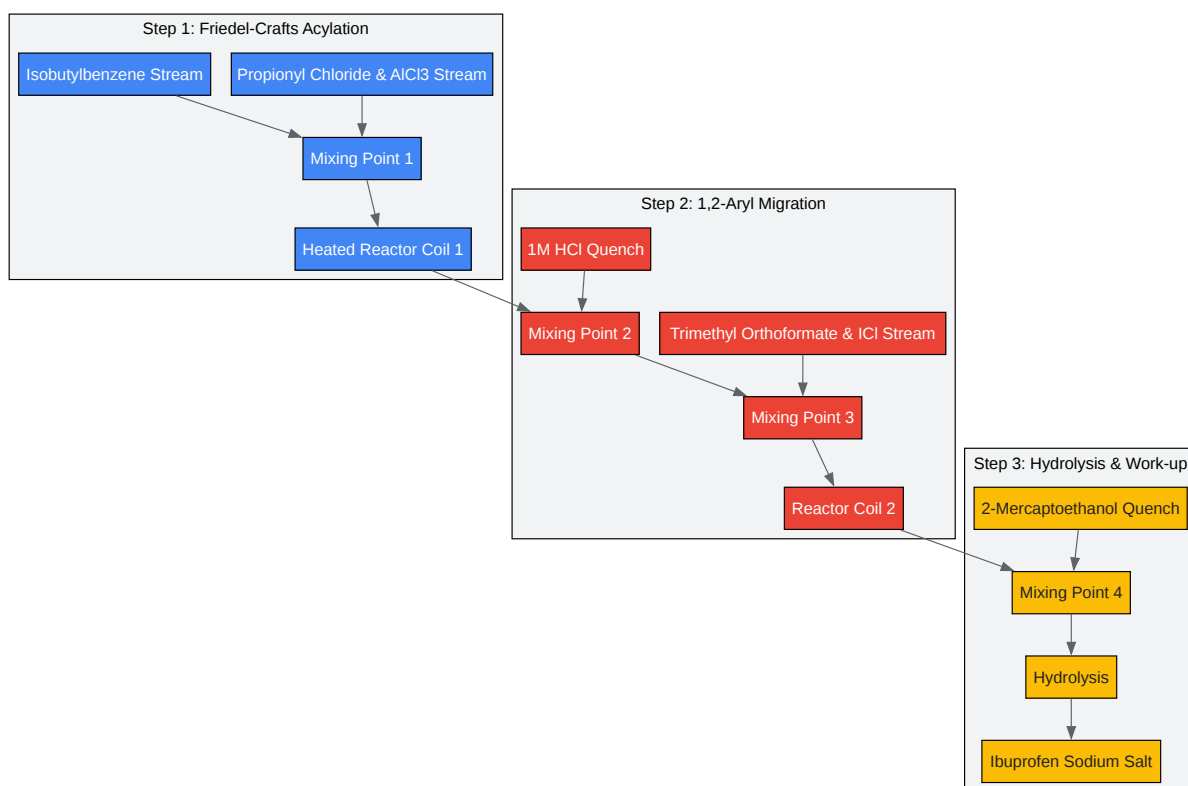 Step 1: Friedel-Crafts Acylation
Isobutylbenzene Stream
Propionyl Chloride & AlCl3 Stream
Mixing Point 1
Heated Reactor Coil 1
Step 2: 1,2-Aryl Migration
1M HCl Quench
Mixing Point 2
Trimethyl Orthoformate & ICl Stream
Mixing Point 3
Reactor Coil 2
Step 3: Hydrolysis & Work-up
2-Mercaptoethanol Quench
Mixing Point 4
Hydrolysis
Ibuprofen Sodium Salt